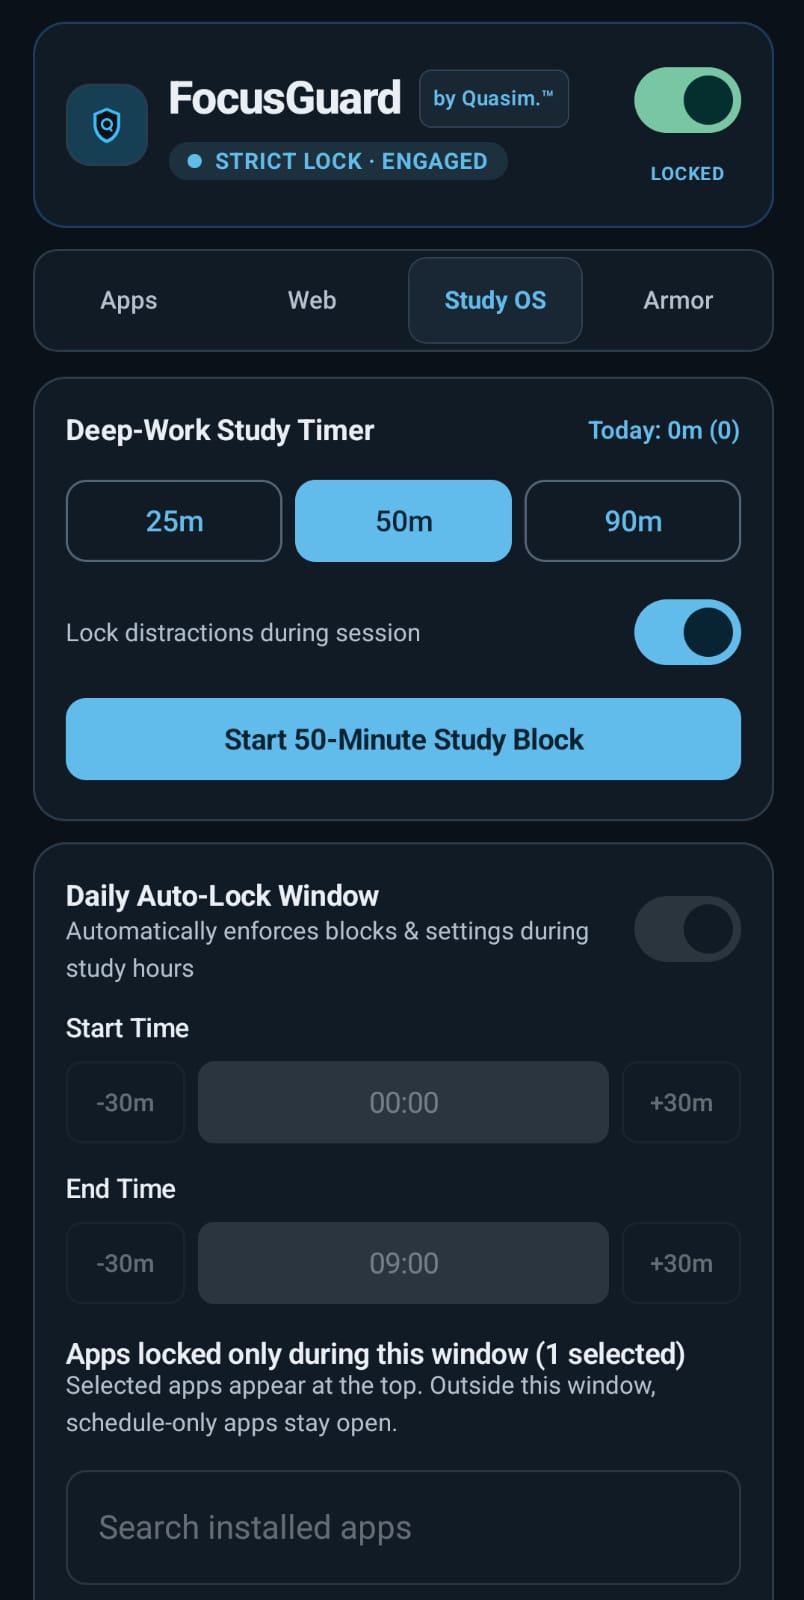 FocusGuard
by Quasim.™
STRICT LOCK · ENGAGED
LOCKED
Apps
Web
Study OS
Armor
Deep-Work Study Timer
Today: 0m (0)
25m
50m
90m
Lock distractions during session
Start 50-Minute Study Block
Daily Auto-Lock Window
Automatically enforces blocks & settings during
study hours
Start Time
-30m
00:00
+30m
End Time
-30m
09:00
+30m
Apps locked only during this window (1 selected)
Selected apps appear at the top. Outside this window,
schedule-only apps stay open.
Search installed apps